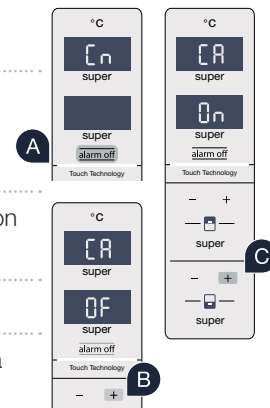 °C
Cn
super
super
alarm off
Touch Technology
A
°C
CA
super
On
super
alarm off
Touch Technology
− +
super
− +
super
C
on
°C
CA
super
OF
super
alarm off
Touch Technology
− +
B